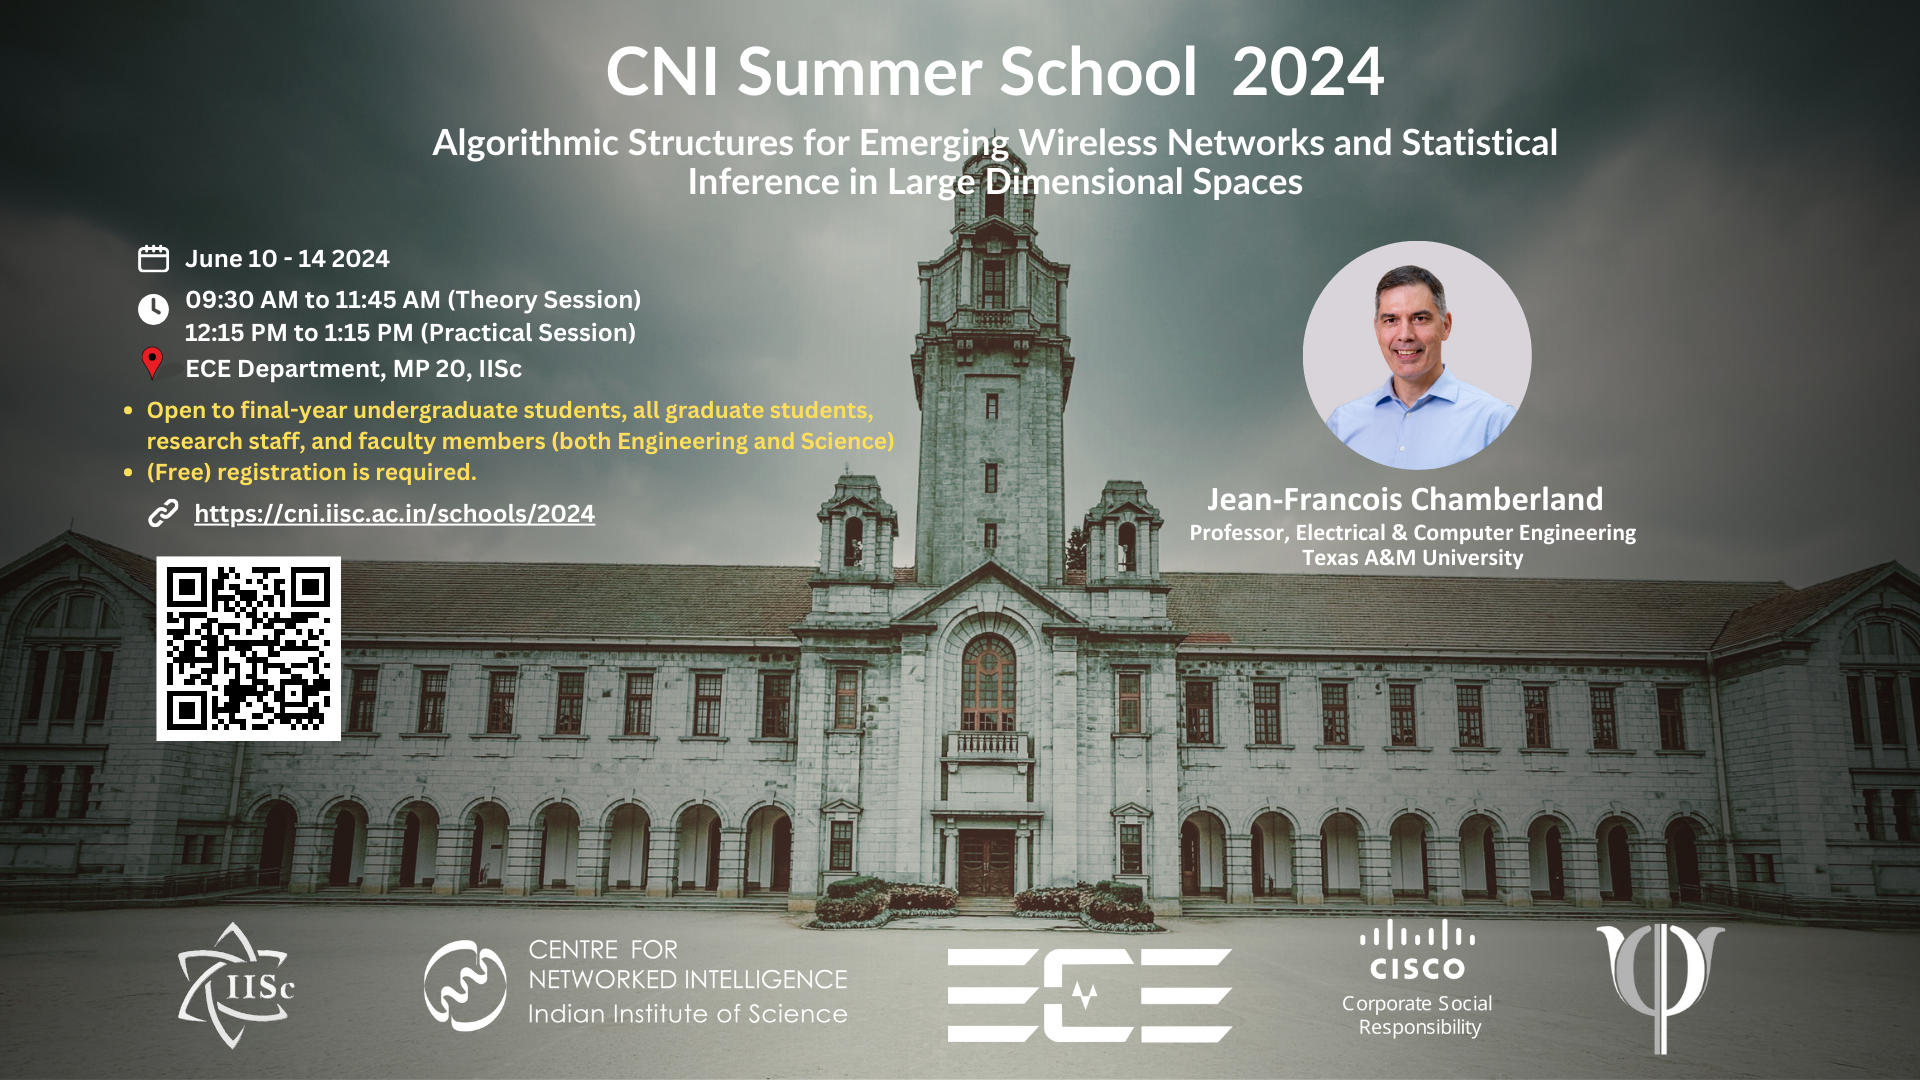 CNI Summer School 2024
Algorithmic Structures for Emerging Wireless Networks and Statistical
Inference in Large Dimensional Spaces
June 10 - 14 2024
09:30 AM to 11:45 AM (Theory Session)
12:15 PM to 1:15 PM (Practical Session)
ECE Department, MP 20, IISc
• Open to final-year undergraduate students, all graduate students,
research staff, and faculty members (both Engineering and Science)
• (Free) registration is required.
https://cni.iisc.ac.in/schools/2024
Jean-Francois Chamberland
Professor, Electrical & Computer Engineering
Texas A&M University
IISc
CENTRE FOR
NETWORKED INTELLIGENCE
Indian Institute of Science
ECE
CISCO
Corporate Social
Responsibility